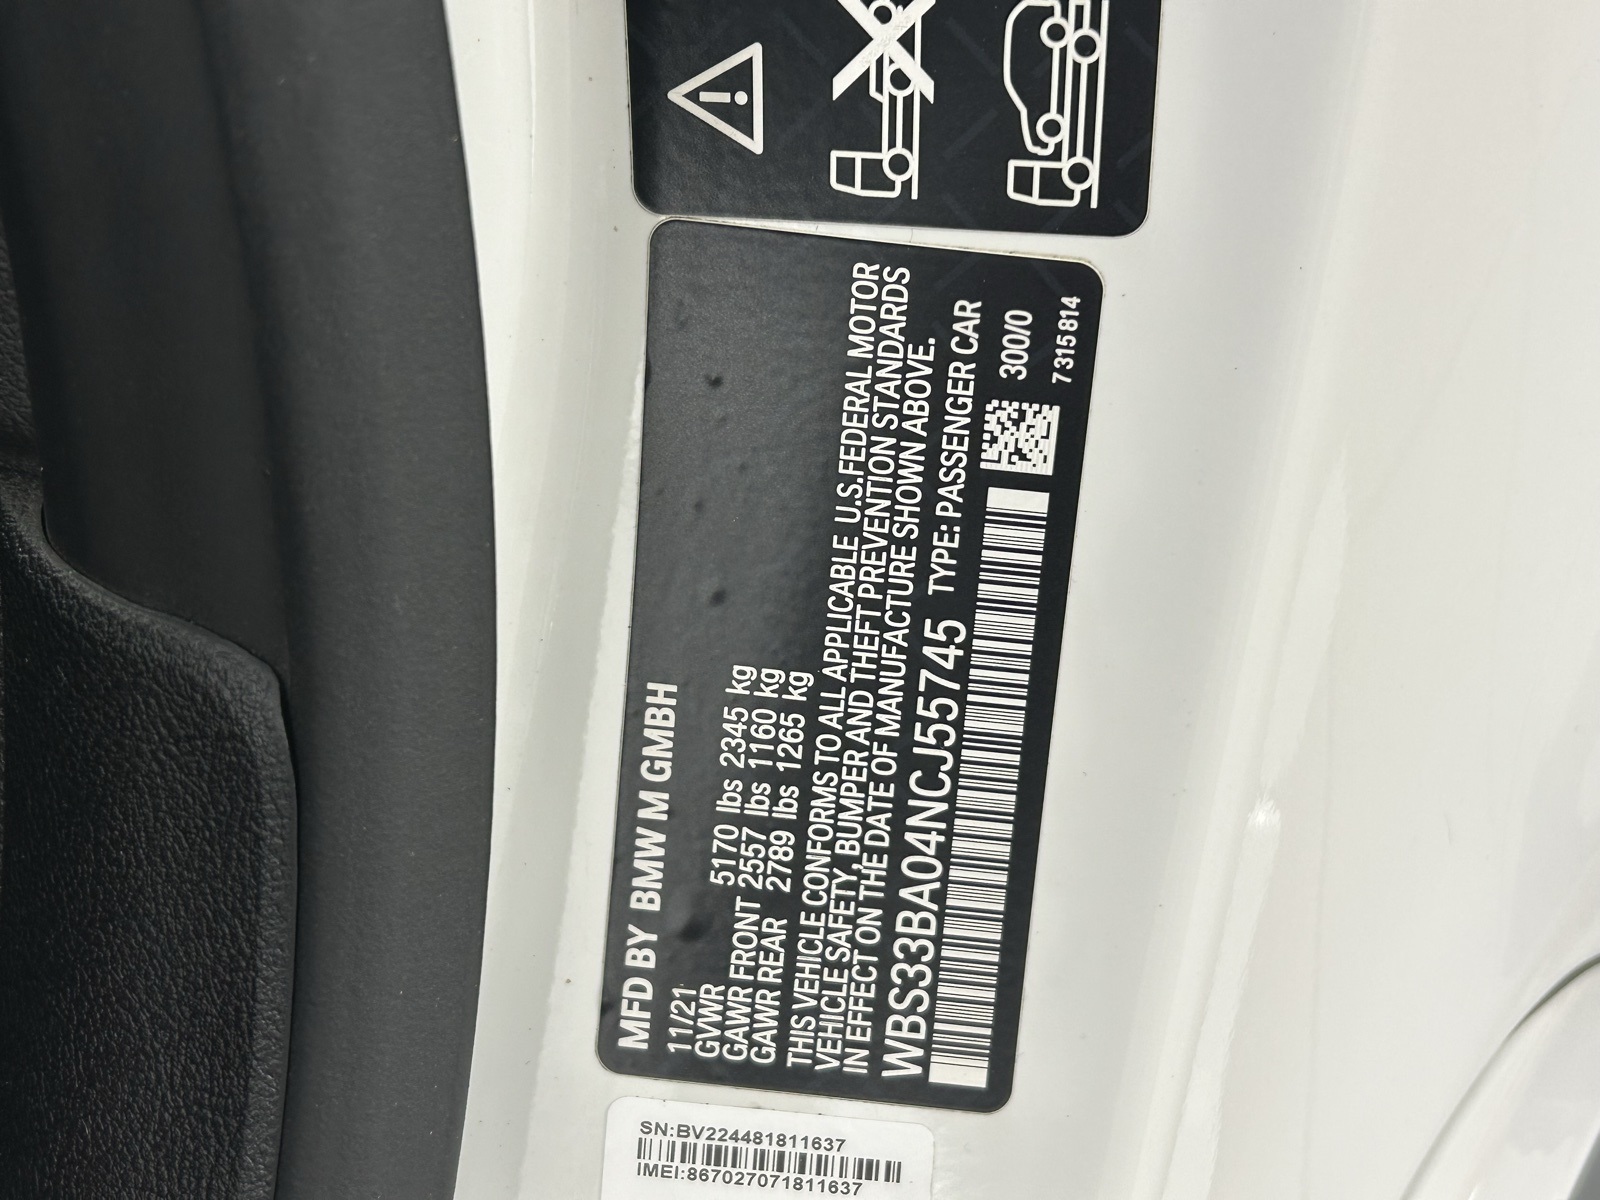 MFD BY BMW M GMBH
11/21
GVWR 5170 lbs 2345 kg
GAWR FRONT 2557 lbs 1160 kg
GAWR REAR 2789 lbs 1265 kg
THIS VEHICLE CONFORMS TO ALL APPLICABLE U.S.FEDERAL MOTOR
VEHICLE SAFETY, BUMPER AND THEFT PREVENTION STANDARDS
IN EFFECT ON THE DATE OF MANUFACTURE SHOWN ABOVE.
WBS33BA04NCJ55745 TYPE: PASSENGER CAR
300/0
7315814
SN:BV224481811637
IMEI:867027071811637